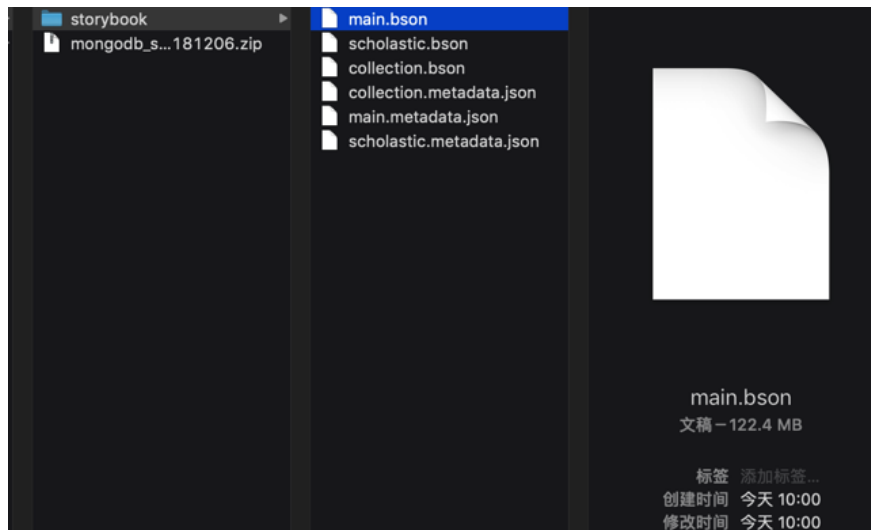 storybook
mongodb_s...181206.zip
main.bson
scholastic.bson
collection.bson
collection.metadata.json
main.metadata.json
scholastic.metadata.json
main.bson
文稿－122.4 MB
标签 添加标签...
创建时间 今天 10:00
修改时间 今天 10:00